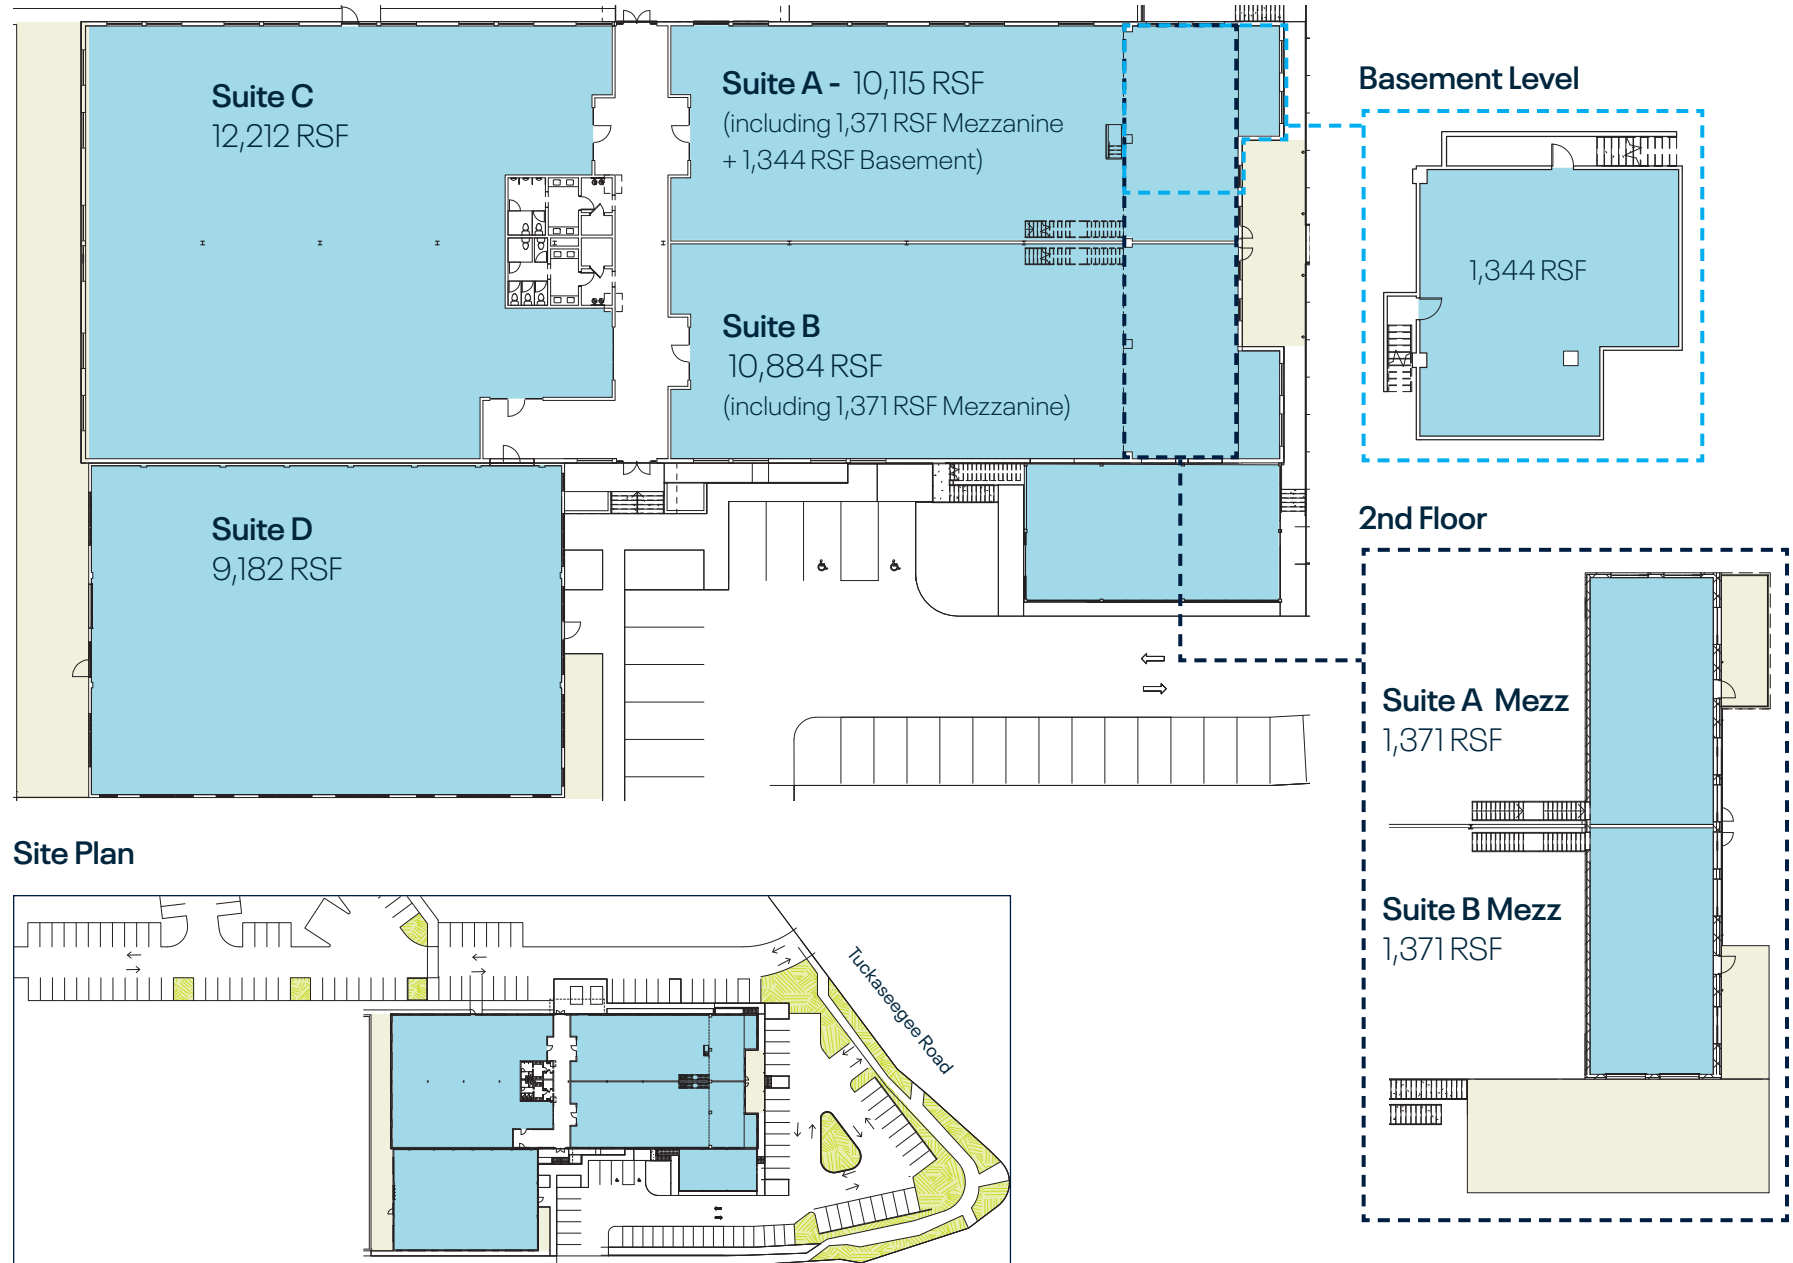 Suite C
12,212 RSF
Suite A - 10,115 RSF
(including 1,371 RSF Mezzanine
+ 1,344 RSF Basement)
Suite B
10,884 RSF
(including 1,371 RSF Mezzanine)
Suite D
9,182 RSF
Basement Level
1,344 RSF
2nd Floor
Suite A Mezz
1,371 RSF
Suite B Mezz
1,371 RSF
Site Plan
Tuckaseegee Road